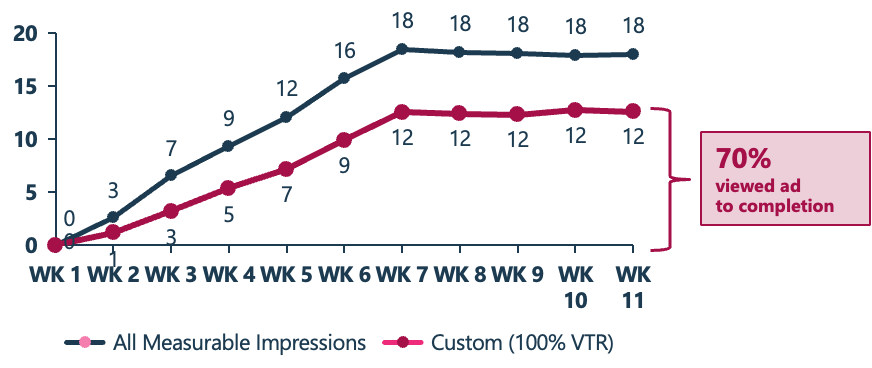 20
15
10
5
0
0
3
7
9
12
16
18
18
18
18
18
0
1
3
5
7
9
12
12
12
12
12
WK 1
WK 2
WK 3
WK 4
WK 5
WK 6
WK 7
WK 8
WK 9
WK
10
WK
11
70%
viewed ad
to completion
All Measurable Impressions
Custom (100% VTR)